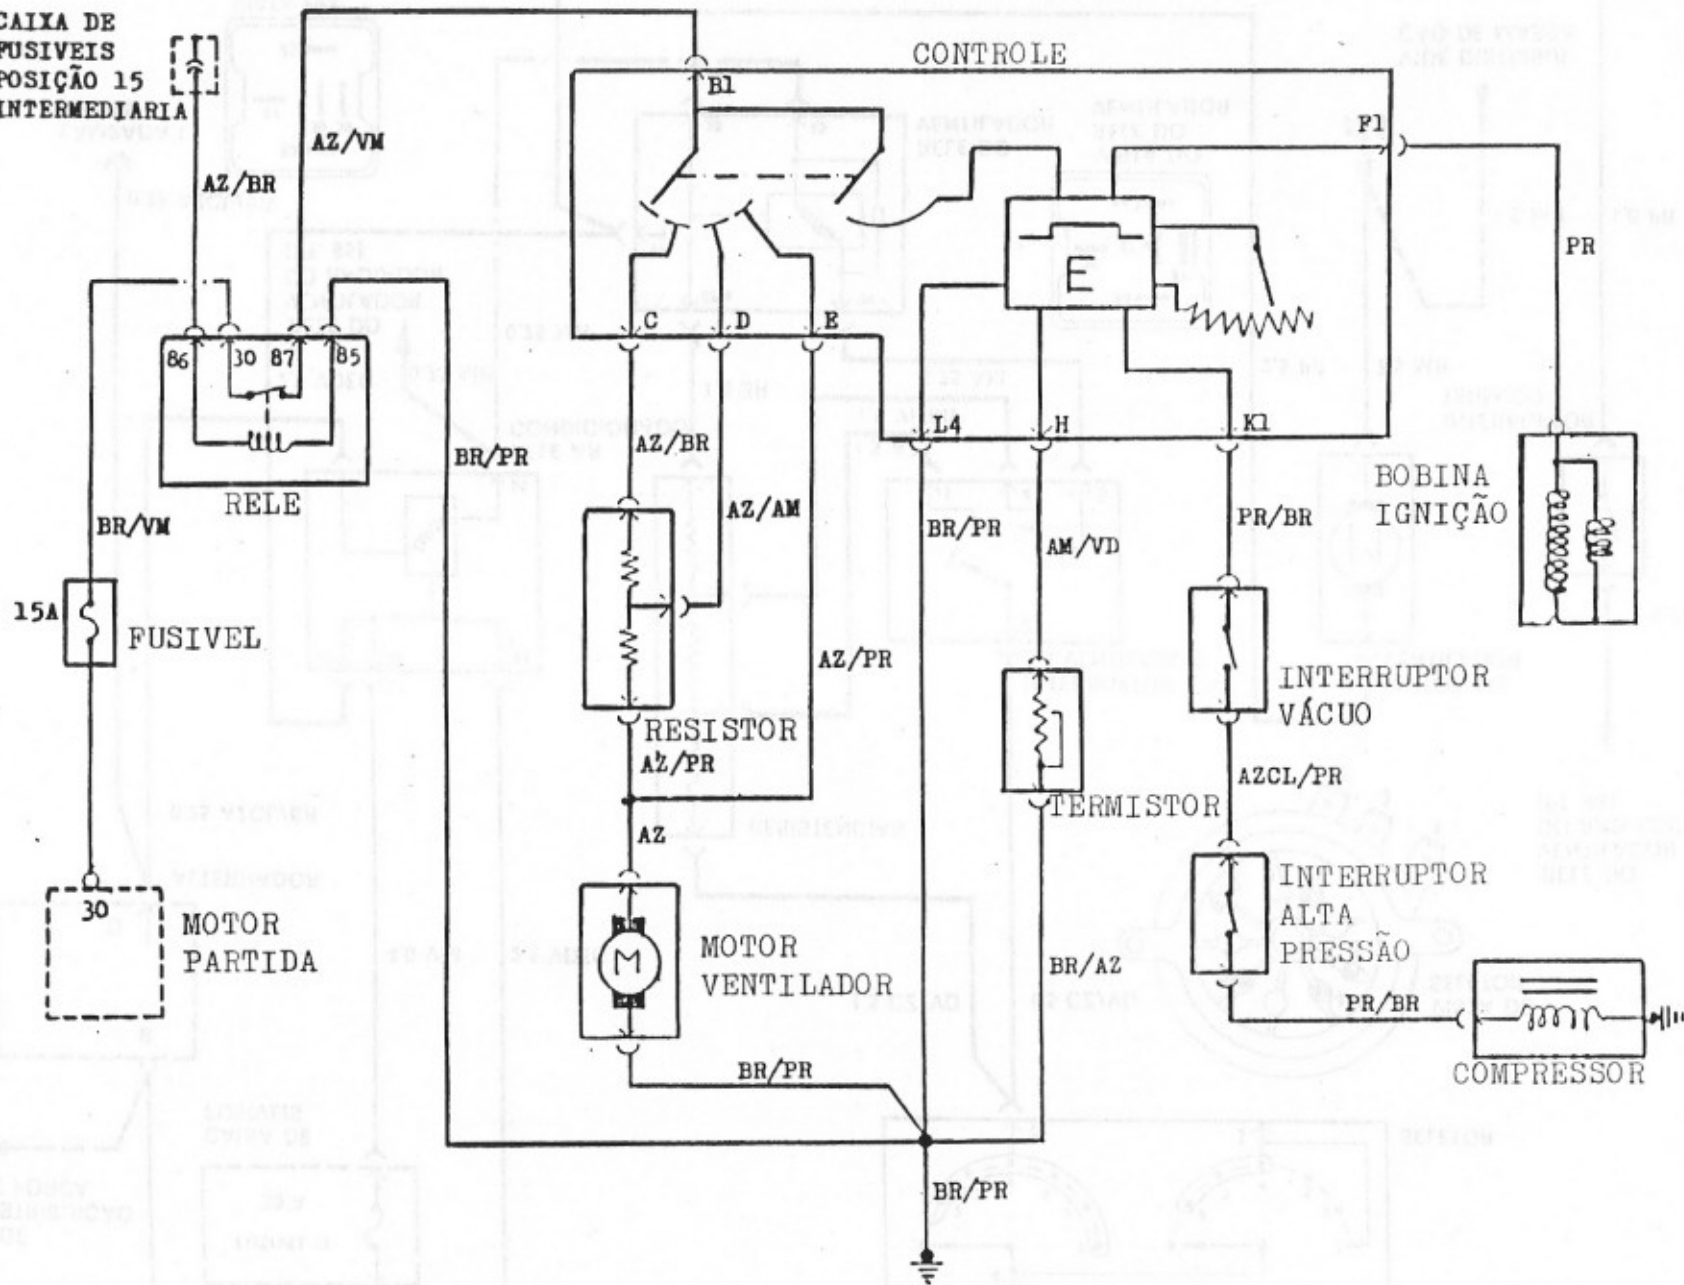 CAIXA DE
FUSIVEIS
POSIÇÃO 15
INTERMEDIARIA
AZ/BR
AZ/VM
CONTROLE
B1
F1
PR
E
C
D
E
86
30
87
85
RELE
BR/VM
BR/PR
AZ/BR
AZ/AM
L4
H
K1
BR/PR
AM/VD
PR/BR
BOBINA
IGNIÇÃO
15A
FUSIVEL
AZ/PR
RESISTOR
AZ/PR
AZ
INTERRUPTOR
VÁCUO
TERMISTOR
AZCL/PR
INTERRUPTOR
ALTA
PRESSÃO
30
MOTOR
PARTIDA
M
MOTOR
VENTILADOR
BR/AZ
PR/BR
COMPRESSOR
BR/PR
BR/PR